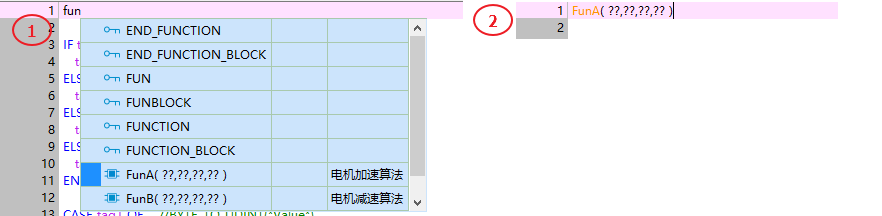 1
1 fun
2
END_FUNCTION
3 IF t
END_FUNCTION_BLOCK
4 t
5 ELS
FUN
6 t
FUNBLOCK
7 ELS
FUNCTION
8 t
9 ELS
FUNCTION_BLOCK
10 t
FunA( ??,??,??,?? ) 电机加速算法
11 EN
12
FunB( ??,??,??,?? ) 电机减速算法
13
2
1 FunA( ??,??,??,?? )
2